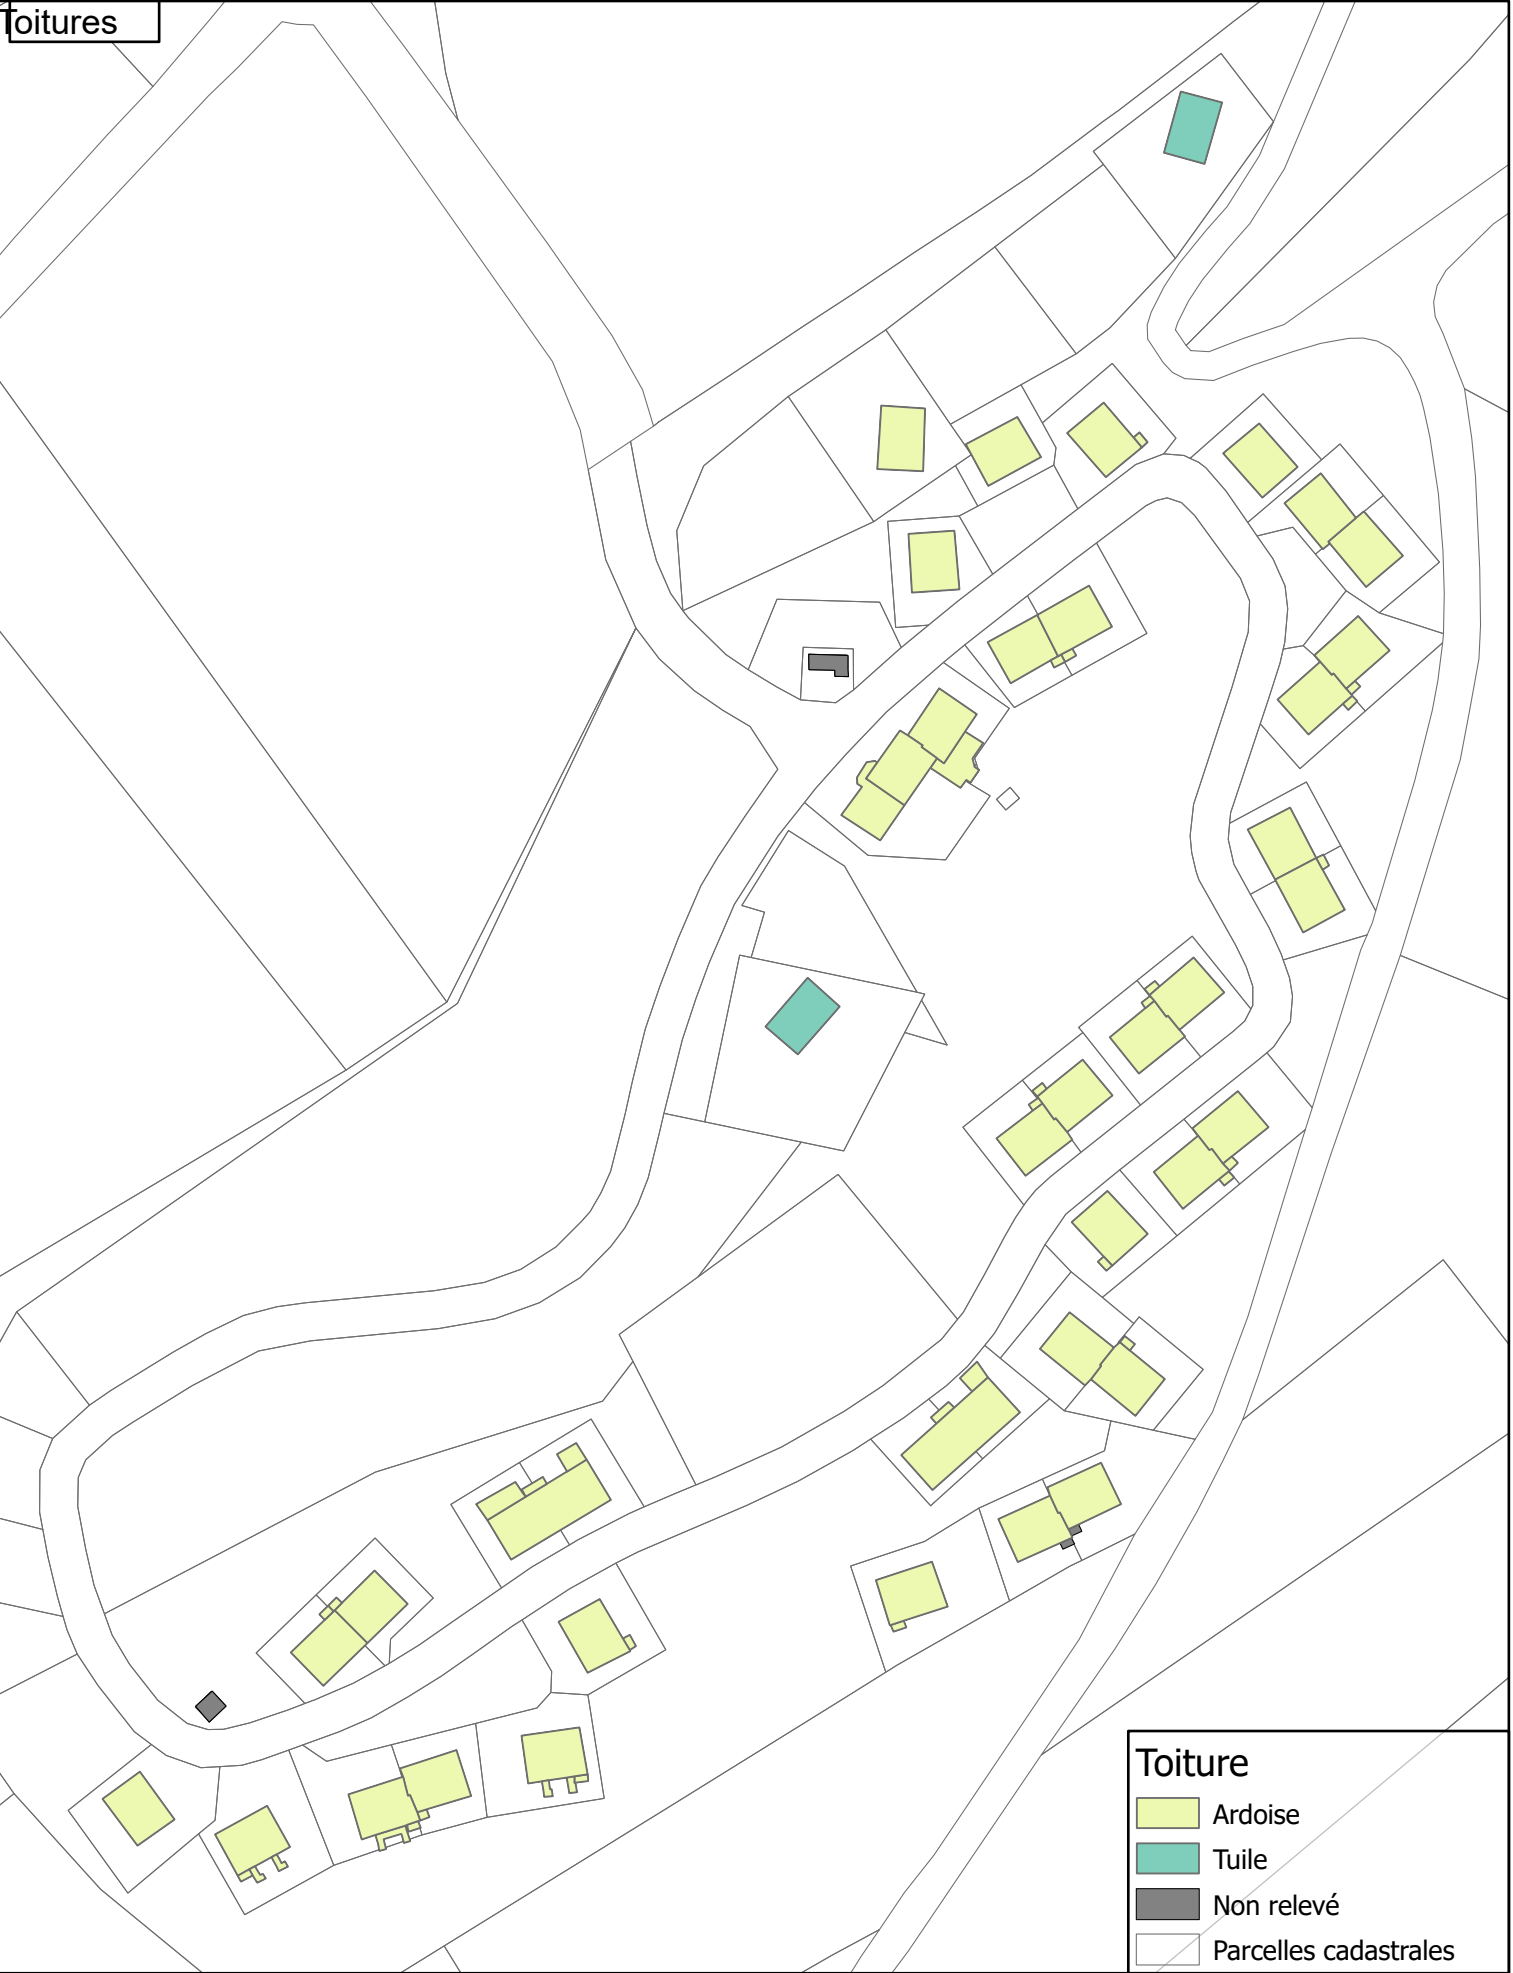 Toitures
Toiture
Ardoise
Tuile
Non relevé
Parcelles cadastrales